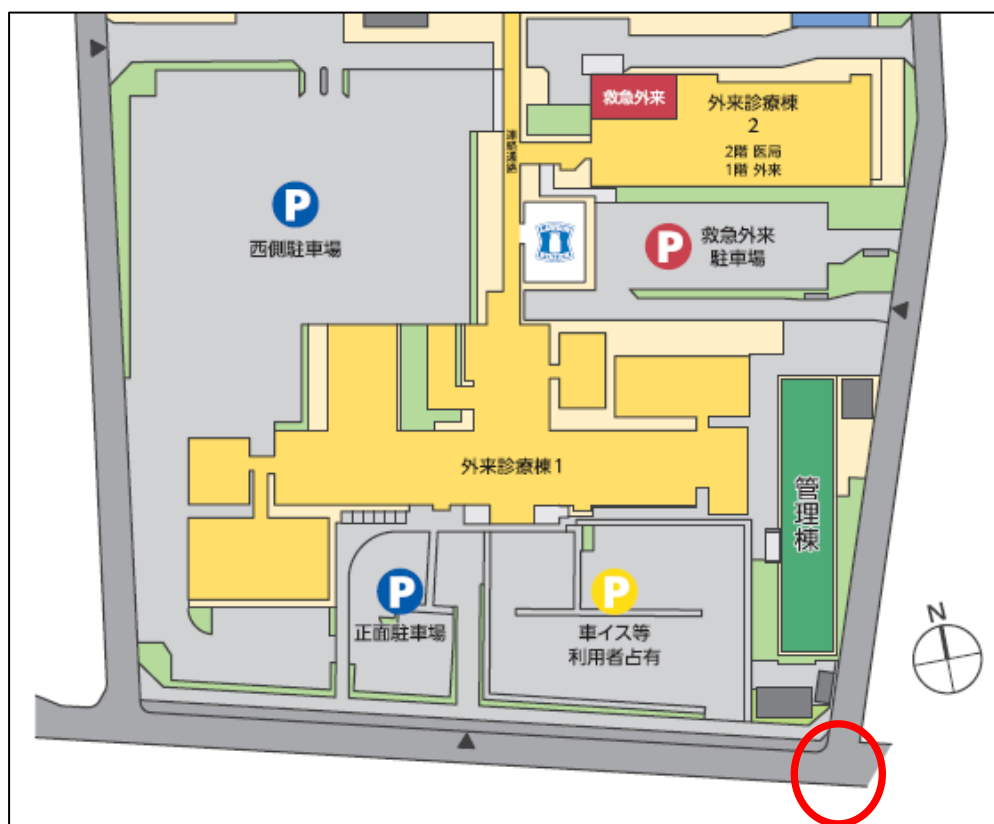 救急外来
外来診療棟
2
2階 医局
1階 外来
連絡通路
P
西側駐車場
P
救急外来
駐車場
外来診療棟1
管理棟
P
正面駐車場
P
車イス等
利用者占有
N